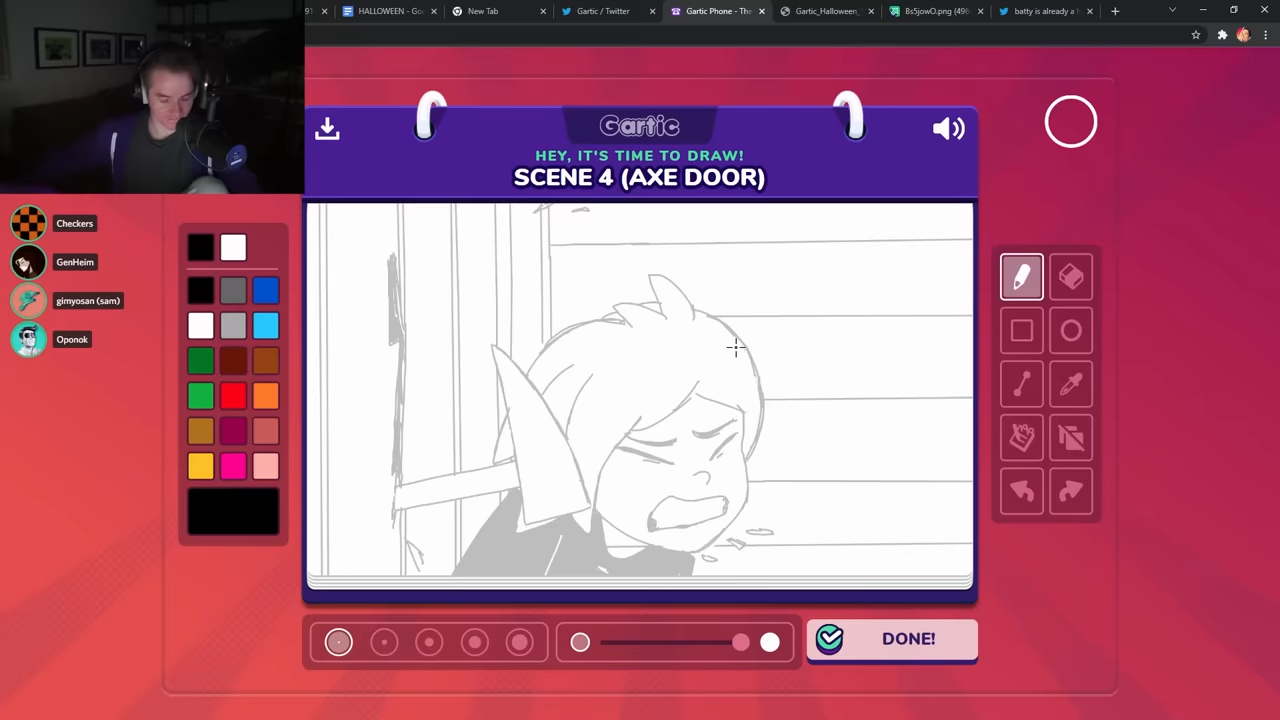 91
HALLOWEEN - Go
New Tab
Gartic / Twitter
Gartic Phone - The
Gartic_Halloween_
Bs5jowO.png (496
batty is already a
Gartic
HEY, IT'S TIME TO DRAW!
SCENE 4 (AXE DOOR)
Checkers
GenHeim
gimyosan (sam)
Oponok
DONE!